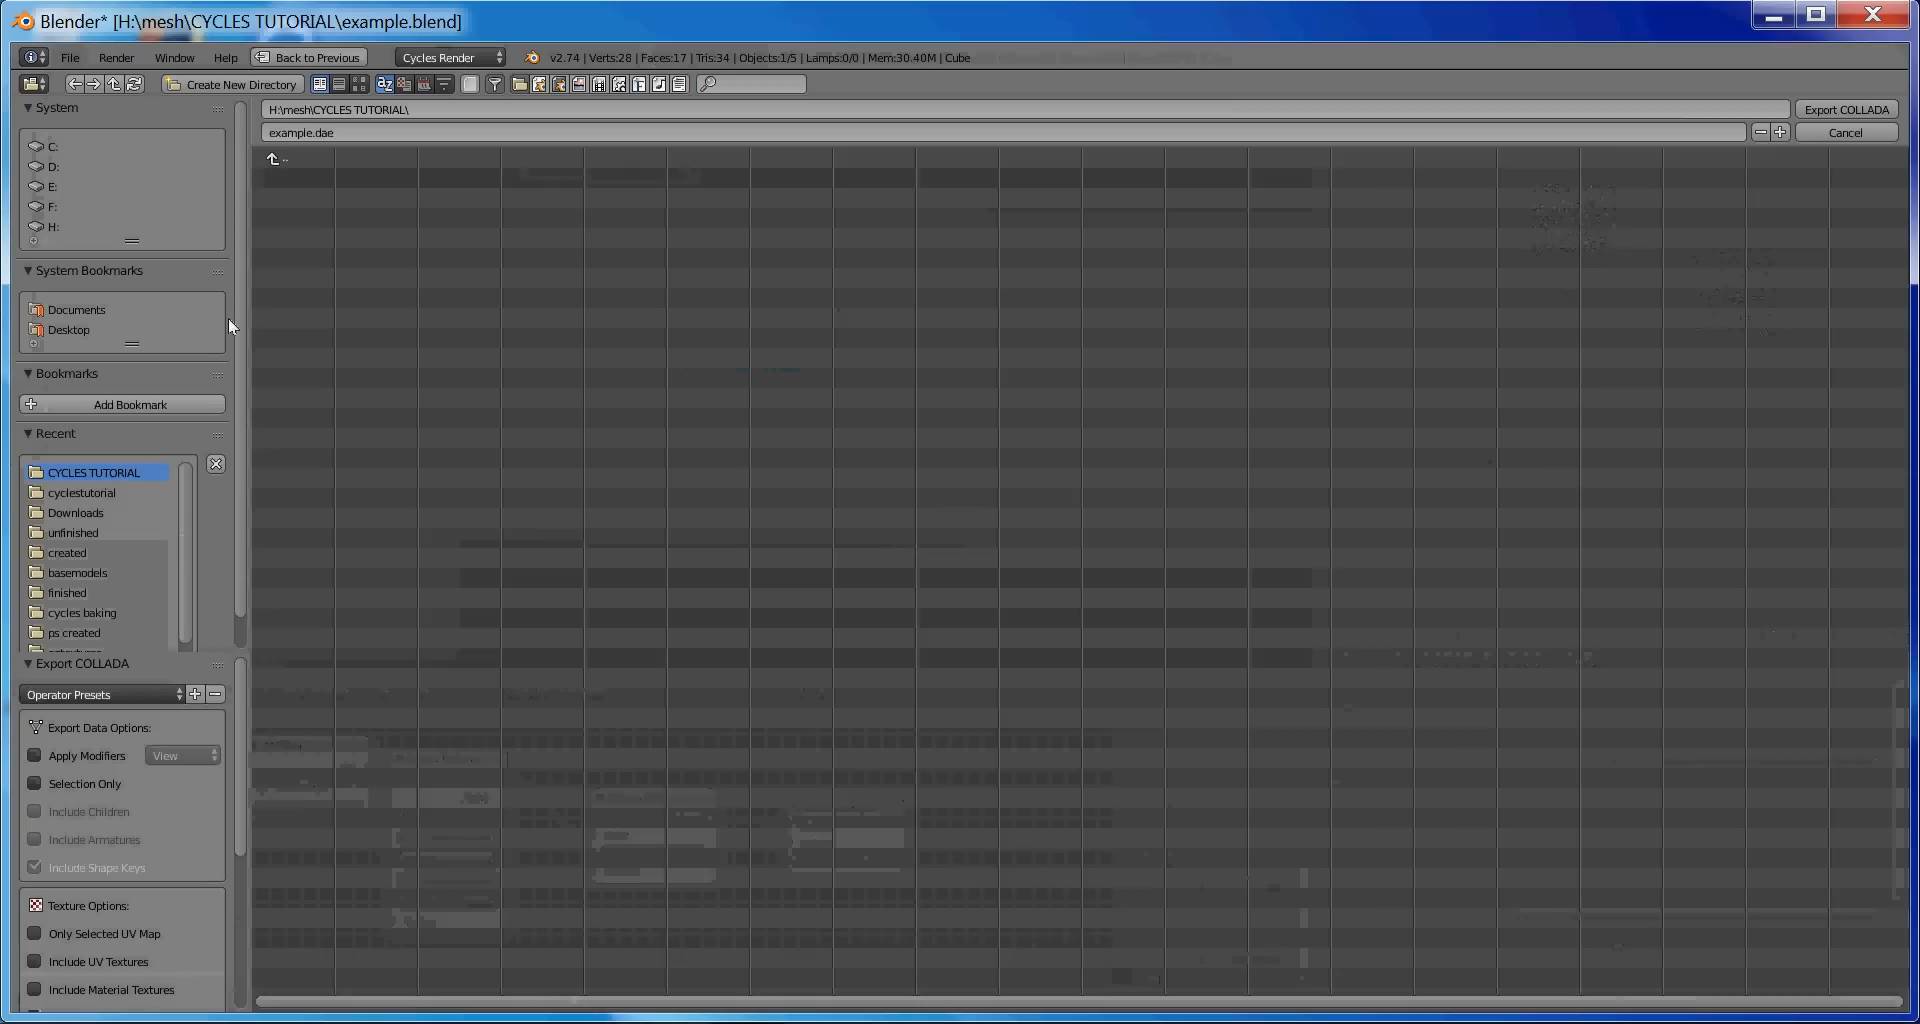 Blender* [H:\mesh\CYCLES TUTORIAL\example.blend]
File Render Window Help Back to Previous Cycles Render v2.74 | Verts:28 | Faces:17 | Tris:34 | Objects:1/5 | Lamps:0/0 | Mem:30.40M | Cube
Create New Directory
System
H:\mesh\CYCLES TUTORIAL\ Export COLLADA
example.dae Cancel
..
C:
D:
E:
F:
H:
System Bookmarks
Documents
Desktop
Bookmarks
Add Bookmark
Recent
CYCLES TUTORIAL
cyclestutorial
Downloads
unfinished
created
basemodels
finished
cycles baking
ps created
Export COLLADA
Operator Presets
Export Data Options:
Apply Modifiers View
Selection Only
Include Children
Include Armatures
Include Shape Keys
Texture Options:
Only Selected UV Map
Include UV Textures
Include Material Textures